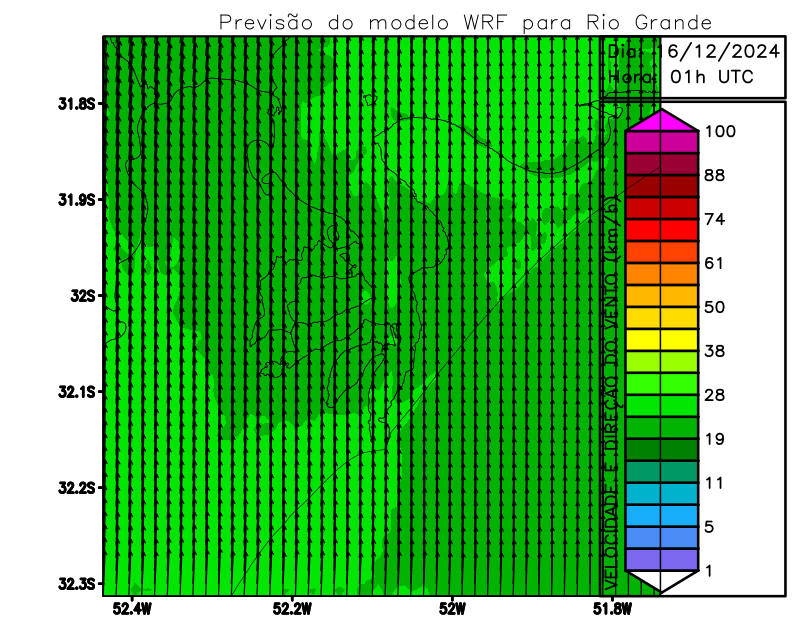 Previsão do modelo WRF para Rio Grande
Dia: 16/12/2024
Hora: 01h UTC
31.8S
31.9S
32S
32.1S
32.2S
32.3S
52.4W
52.2W
52W
51.8W
VELOCIDADE E DIREÇÃO DO VENTO (km/h)
100
88
74
61
50
38
28
19
11
5
1